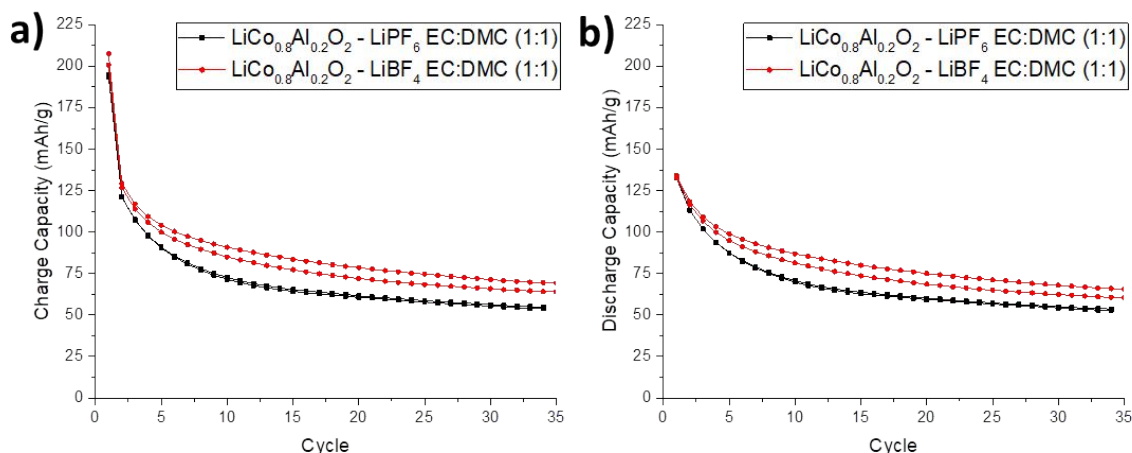 a)
LiCo0.8Al0.2O2 - LiPF6 EC:DMC (1:1)
LiCo0.8Al0.2O2 - LiBF4 EC:DMC (1:1)
Charge Capacity (mAh/g)
225
200
175
150
125
100
75
50
25
0
0 5 10 15 20 25 30 35
Cycle
b)
LiCo0.8Al0.2O2 - LiPF6 EC:DMC (1:1)
LiCo0.8Al0.2O2 - LiBF4 EC:DMC (1:1)
Discharge Capacity (mAh/g)
225
200
175
150
125
100
75
50
25
0
0 5 10 15 20 25 30 35
Cycle